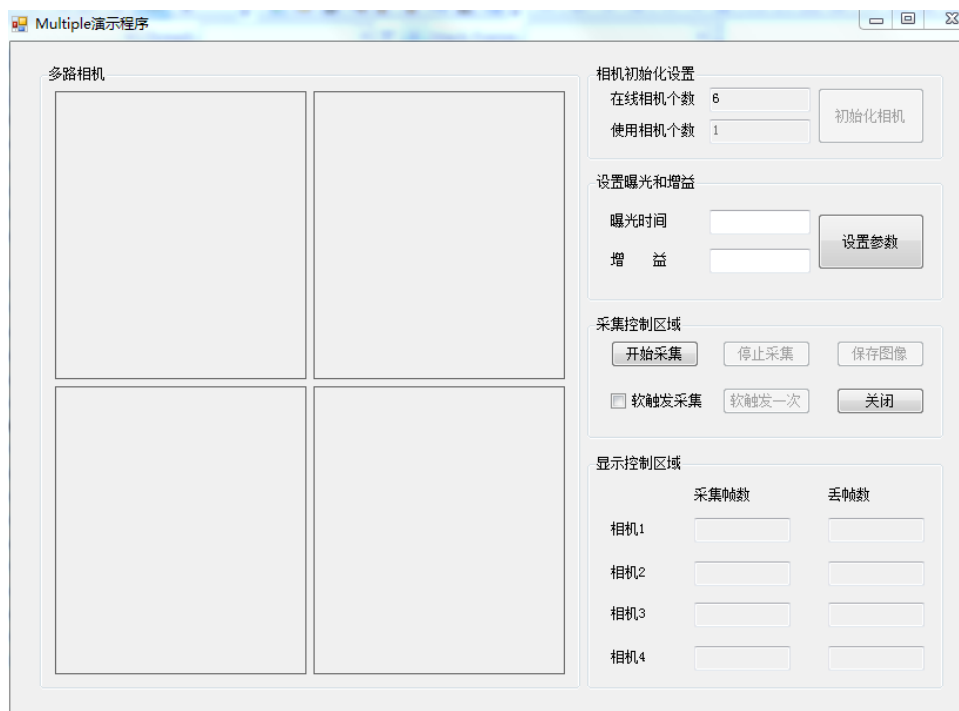 Multiple演示程序
多路相机
相机初始化设置
在线相机个数 6
使用相机个数 1
初始化相机
设置曝光和增益
曝光时间
增 益
设置参数
采集控制区域
开始采集 停止采集 保存图像
软触发采集 软触发一次 关闭
显示控制区域
采集帧数 丢帧数
相机1
相机2
相机3
相机4